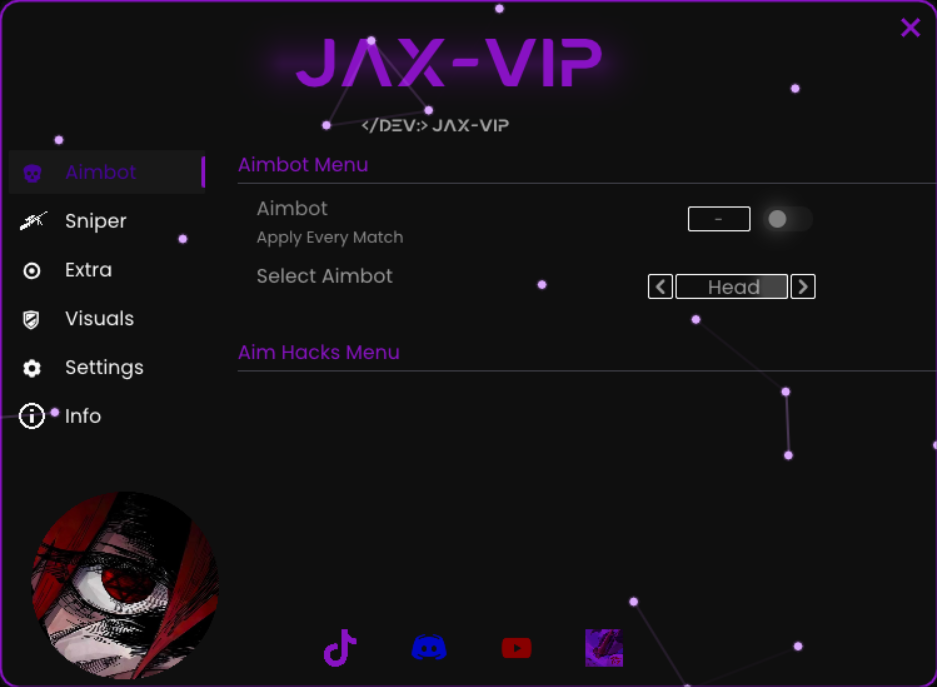 JAX-VIP
</DEV:> JAX-VIP
Aimbot
Sniper
Extra
Visuals
Settings
Info
Aimbot Menu
Aimbot
-
Apply Every Match
Select Aimbot
Head
Aim Hacks Menu